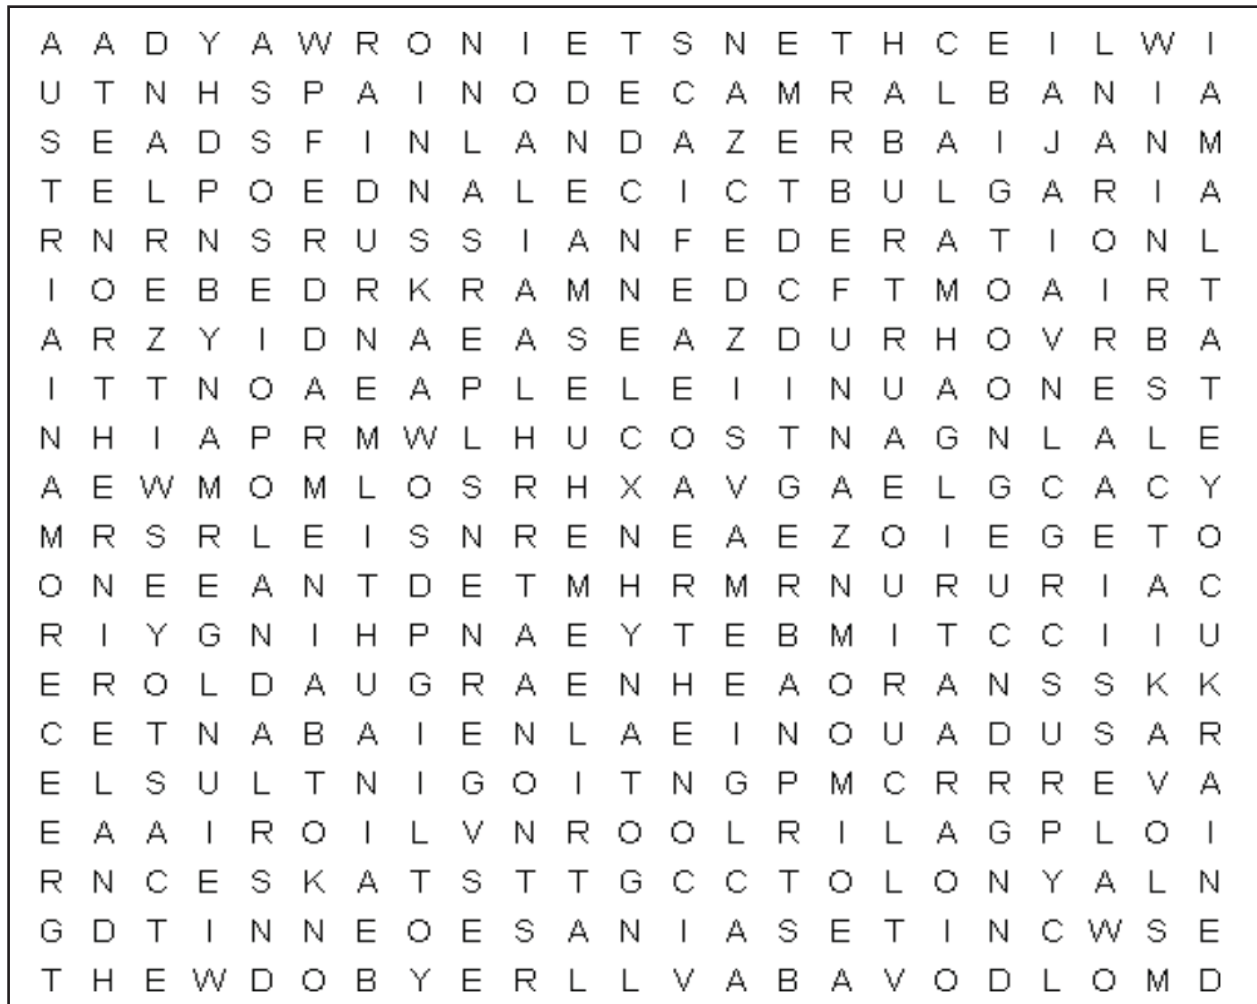 A A D Y A W R O N I E T S N E T H C E I L W I
U T N H S P A I N O D E C A M R A L B A N I A
S E A D S F I N L A N D A Z E R B A I J A N M
T E L P O E D N A L E C I C T B U L G A R I A
R N R N S R U S S I A N F E D E R A T I O N L
I O E B E D R K R A M N E D C F T M O A I R T
A R Z Y I D N A E A S E A Z D U R H O V R B A
I T T N O A E A P L E L E I I N U A O N E S T
N H I A P R M W L H U C O S T N A G N L A L E
A E W M O M L O S R H X A V G A E L G C A C Y
M R S R L E I S N R E N E A E Z O I E G E T O
O N E E A N T D E T M H R M R N U R U R I A C
R I Y G N I H P N A E Y T E B M I T C C I I U
E R O L D A U G R A E N H E A O R A N S S K K
C E T N A B A I E N L A E I N O U A D U S A R
E L S U L T N I G O I T N G P M C R R R E V A
E A A I R O I L V N R O O L R I L A G P L O I
R N C E S K A T S T T G C C T O L O N Y A L N
G D T I N N E O E S A N I A S E T I N C W S E
T H E W D O B Y E R L L V A B A V O D L O M D